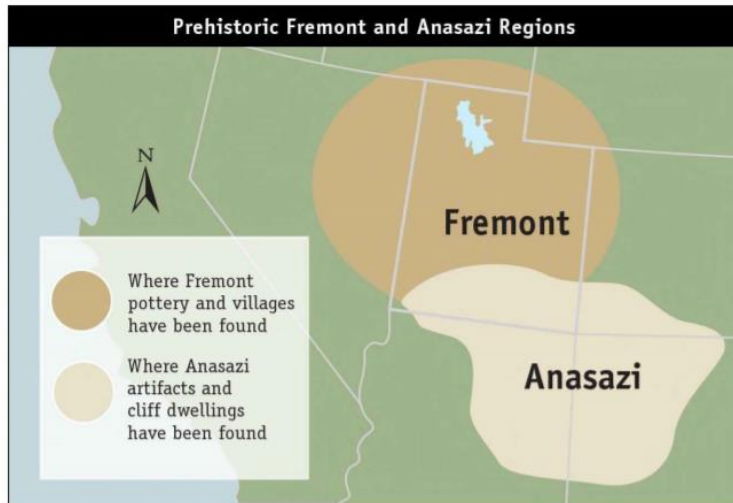 Prehistoric Fremont and Anasazi Regions
N
Fremont
Where Fremont
pottery and villages
have been found
Where Anasazi
artifacts and
cliff dwellings
have been found
Anasazi